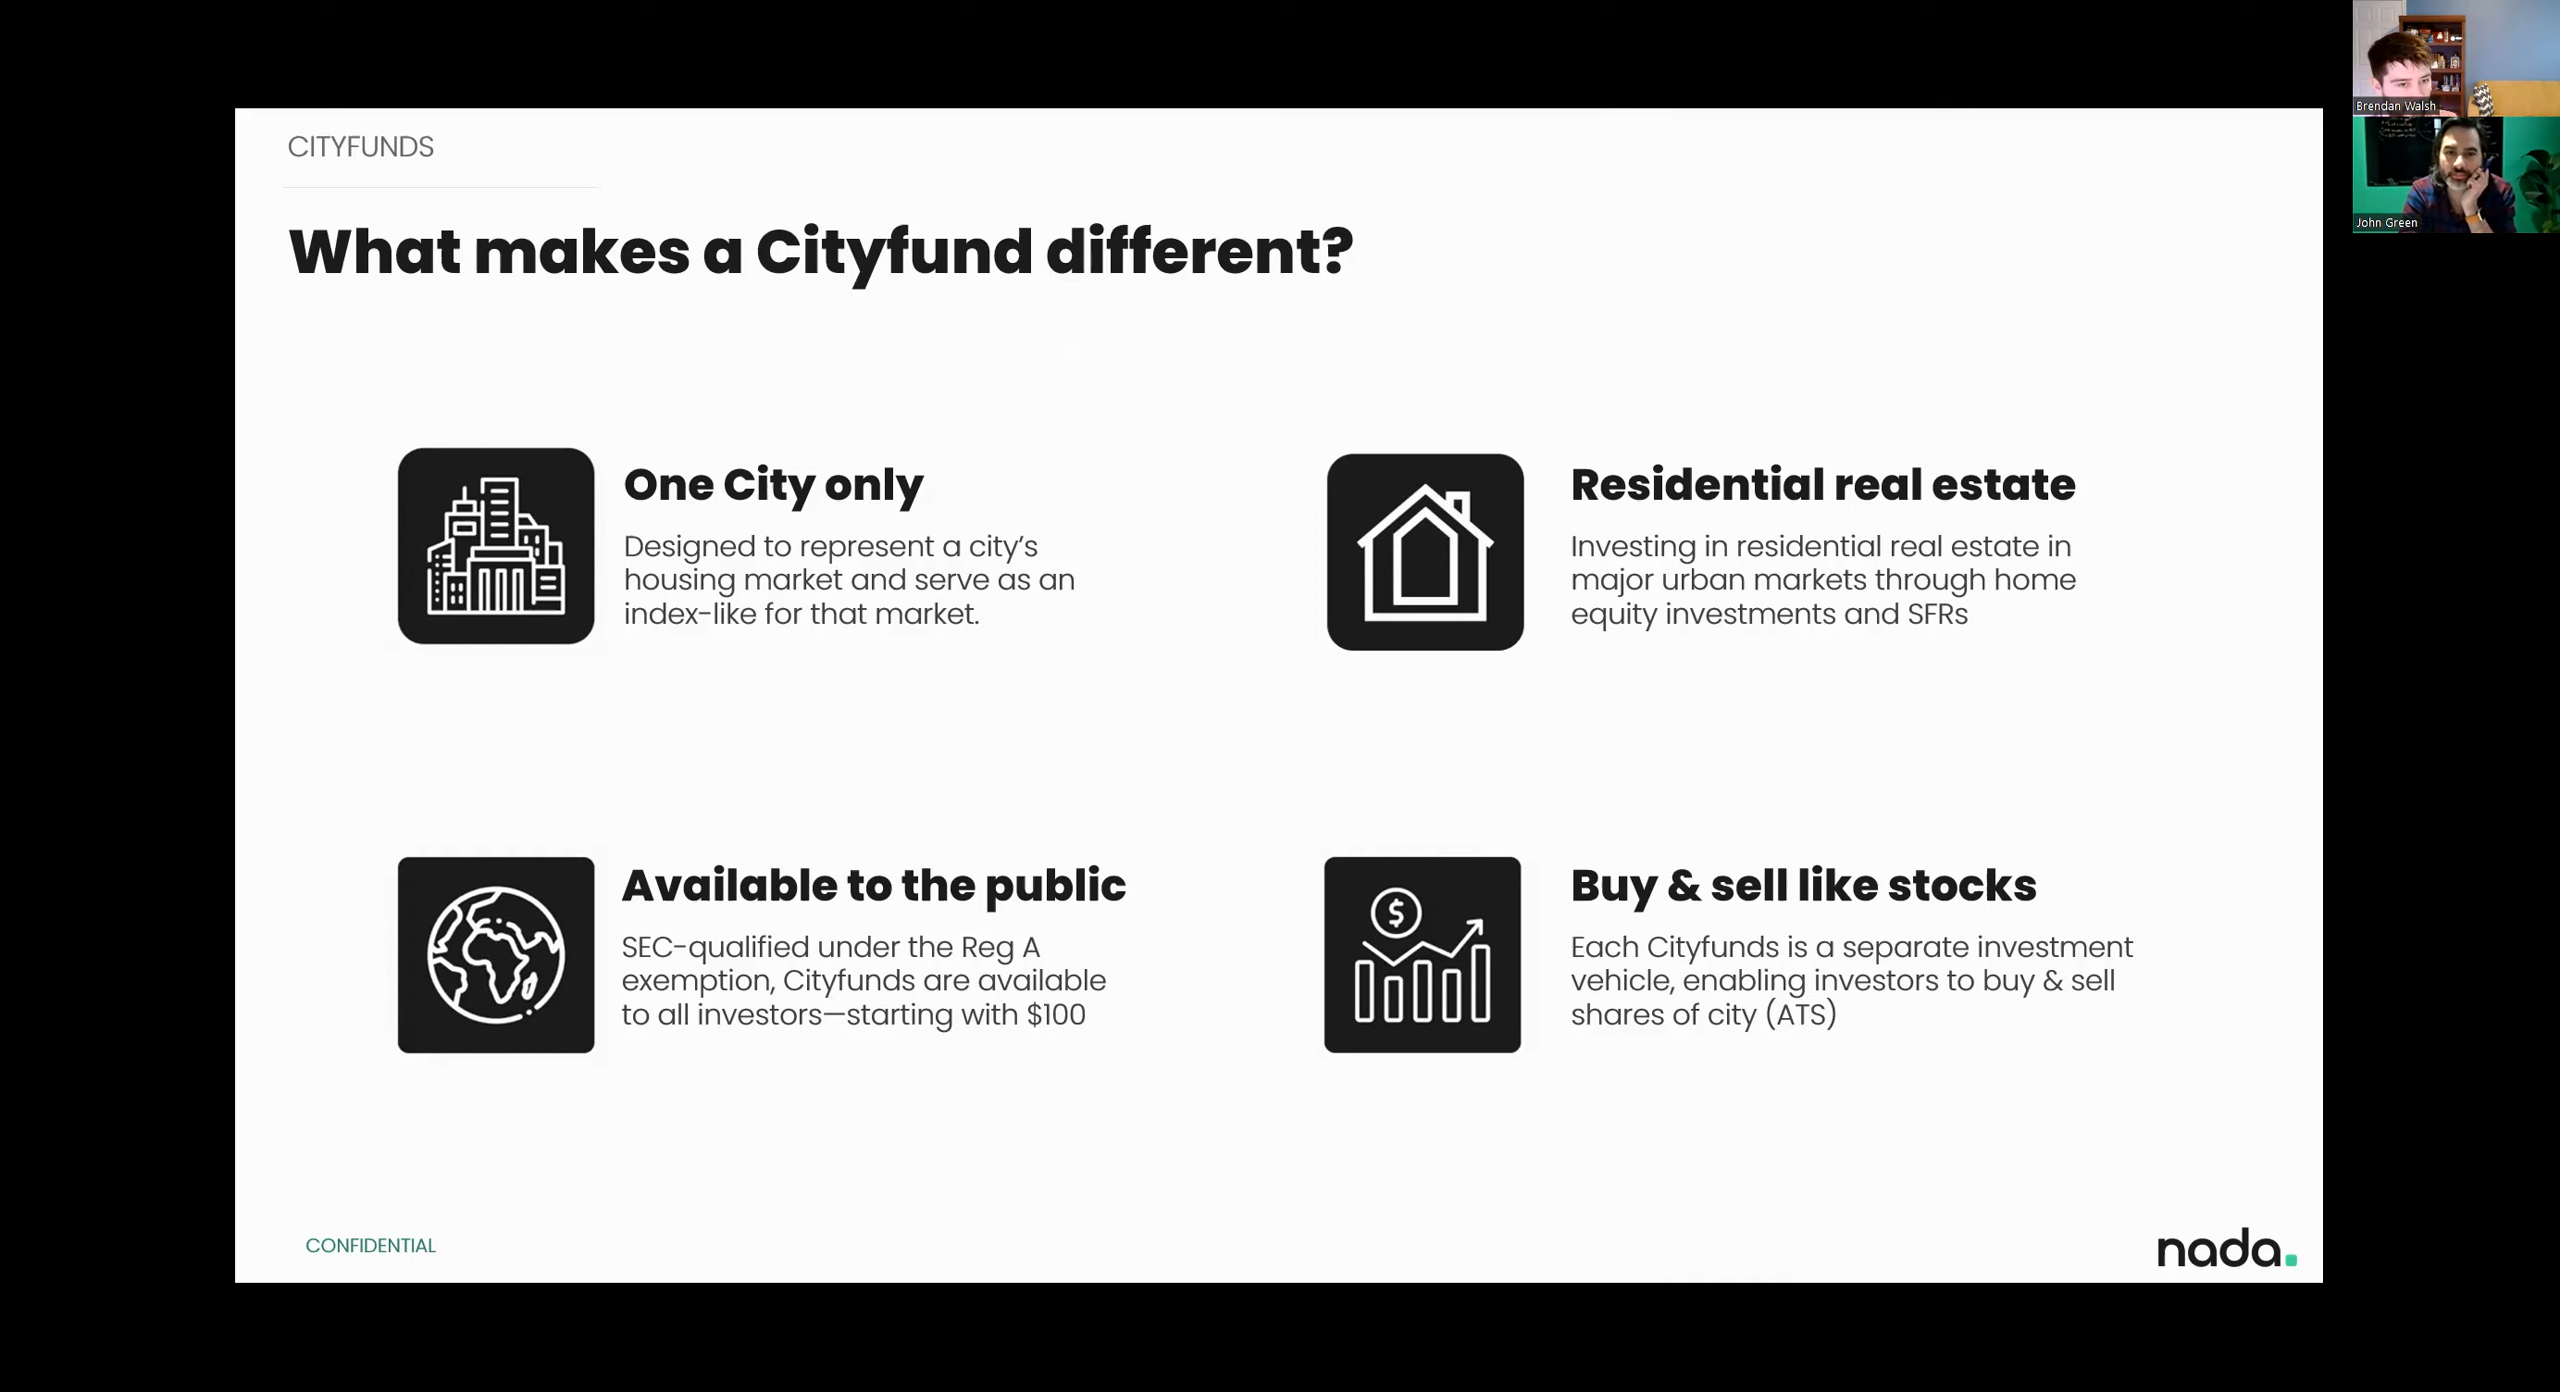 CITYFUNDS
What makes a Cityfund different?
One City only
Designed to represent a city's
housing market and serve as an
index-like for that market.
Residential real estate
Investing in residential real estate in
major urban markets through home
equity investments and SFRs
Available to the public
SEC-qualified under the Reg A
exemption, Cityfunds are available
to all investors—starting with $100
Buy & sell like stocks
Each Cityfunds is a separate investment
vehicle, enabling investors to buy & sell
shares of city (ATS)
CONFIDENTIAL
nada.
Brendan Walsh
John Green